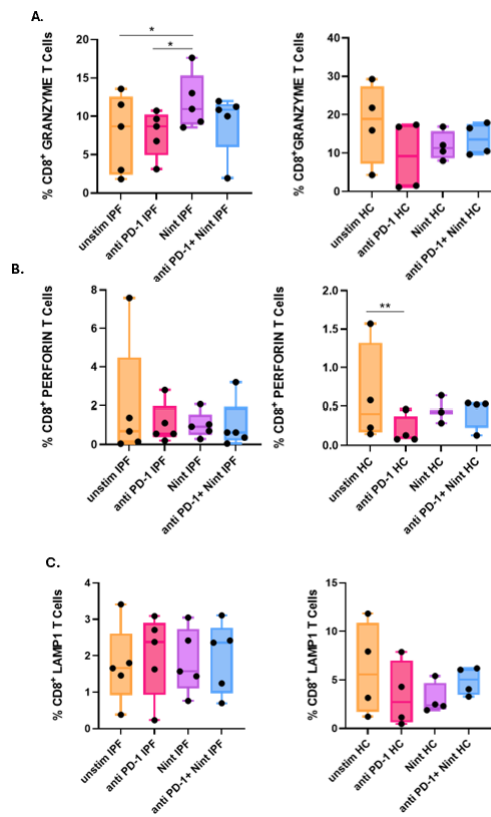 A.
% CD8+ GRANZYME T Cells
20
15
10
5
0
*
*
unstim IPF
anti PD-1 IPF
Nint IPF
anti PD-1+ Nint IPF
% CD8+GRANZYME T Cells
40
30
20
10
0
unstim HC
anti PD-1 HC
Nint HC
anti PD-1+ Nint HC
B.
% CD8+ PERFORIN T Cells
8
6
4
2
0
unstim IPF
anti PD-1 IPF
Nint IPF
anti PD-1+ Nint IPF
% CD8+ PERFORIN T Cells
2.0
1.5
1.0
0.5
0.0
**
unstim HC
anti PD-1 HC
Nint HC
anti PD-1+ Nint HC
C.
% CD8+ LAMP1 T Cells
4
3
2
1
0
unstim IPF
anti PD-1 IPF
Nint IPF
anti PD-1+ Nint IPF
% CD8+ LAMP1 T Cells
15
10
5
0
unstim HC
anti PD-1 HC
Nint HC
anti PD-1+ Nint HC